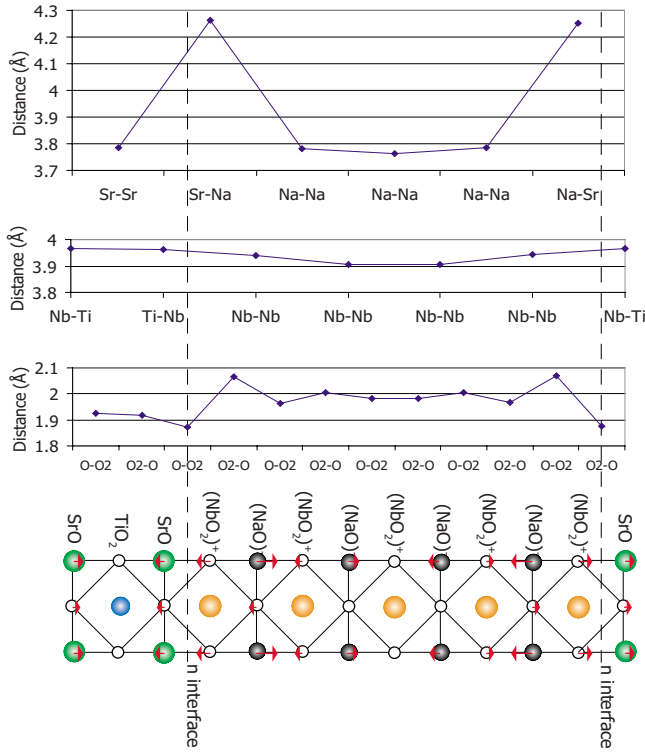 4.3
4.2
4.1
4
3.9
3.8
3.7
Distance (Å)
Sr-Sr Sr-Na Na-Na Na-Na Na-Na Na-Sr
4
3.9
3.8
Distance (Å)
Nb-Ti Ti-Nb Nb-Nb Nb-Nb Nb-Nb Nb-Nb Nb-Ti
2.1
2
1.9
1.8
Distance (Å)
O-O2 O2-O O-O2 O2-O O-O2 O2-O O-O2 O2-O O-O2 O2-O O-O2 O2-O
SrO
TiO₂
SrO
(NbO₂)⁺
(NaO)⁻
(NbO₂)⁺
(NaO)⁻
(NbO₂)⁺
(NaO)⁻
(NbO₂)⁺
(NaO)⁻
(NbO₂)⁺
SrO
n interface
n interface